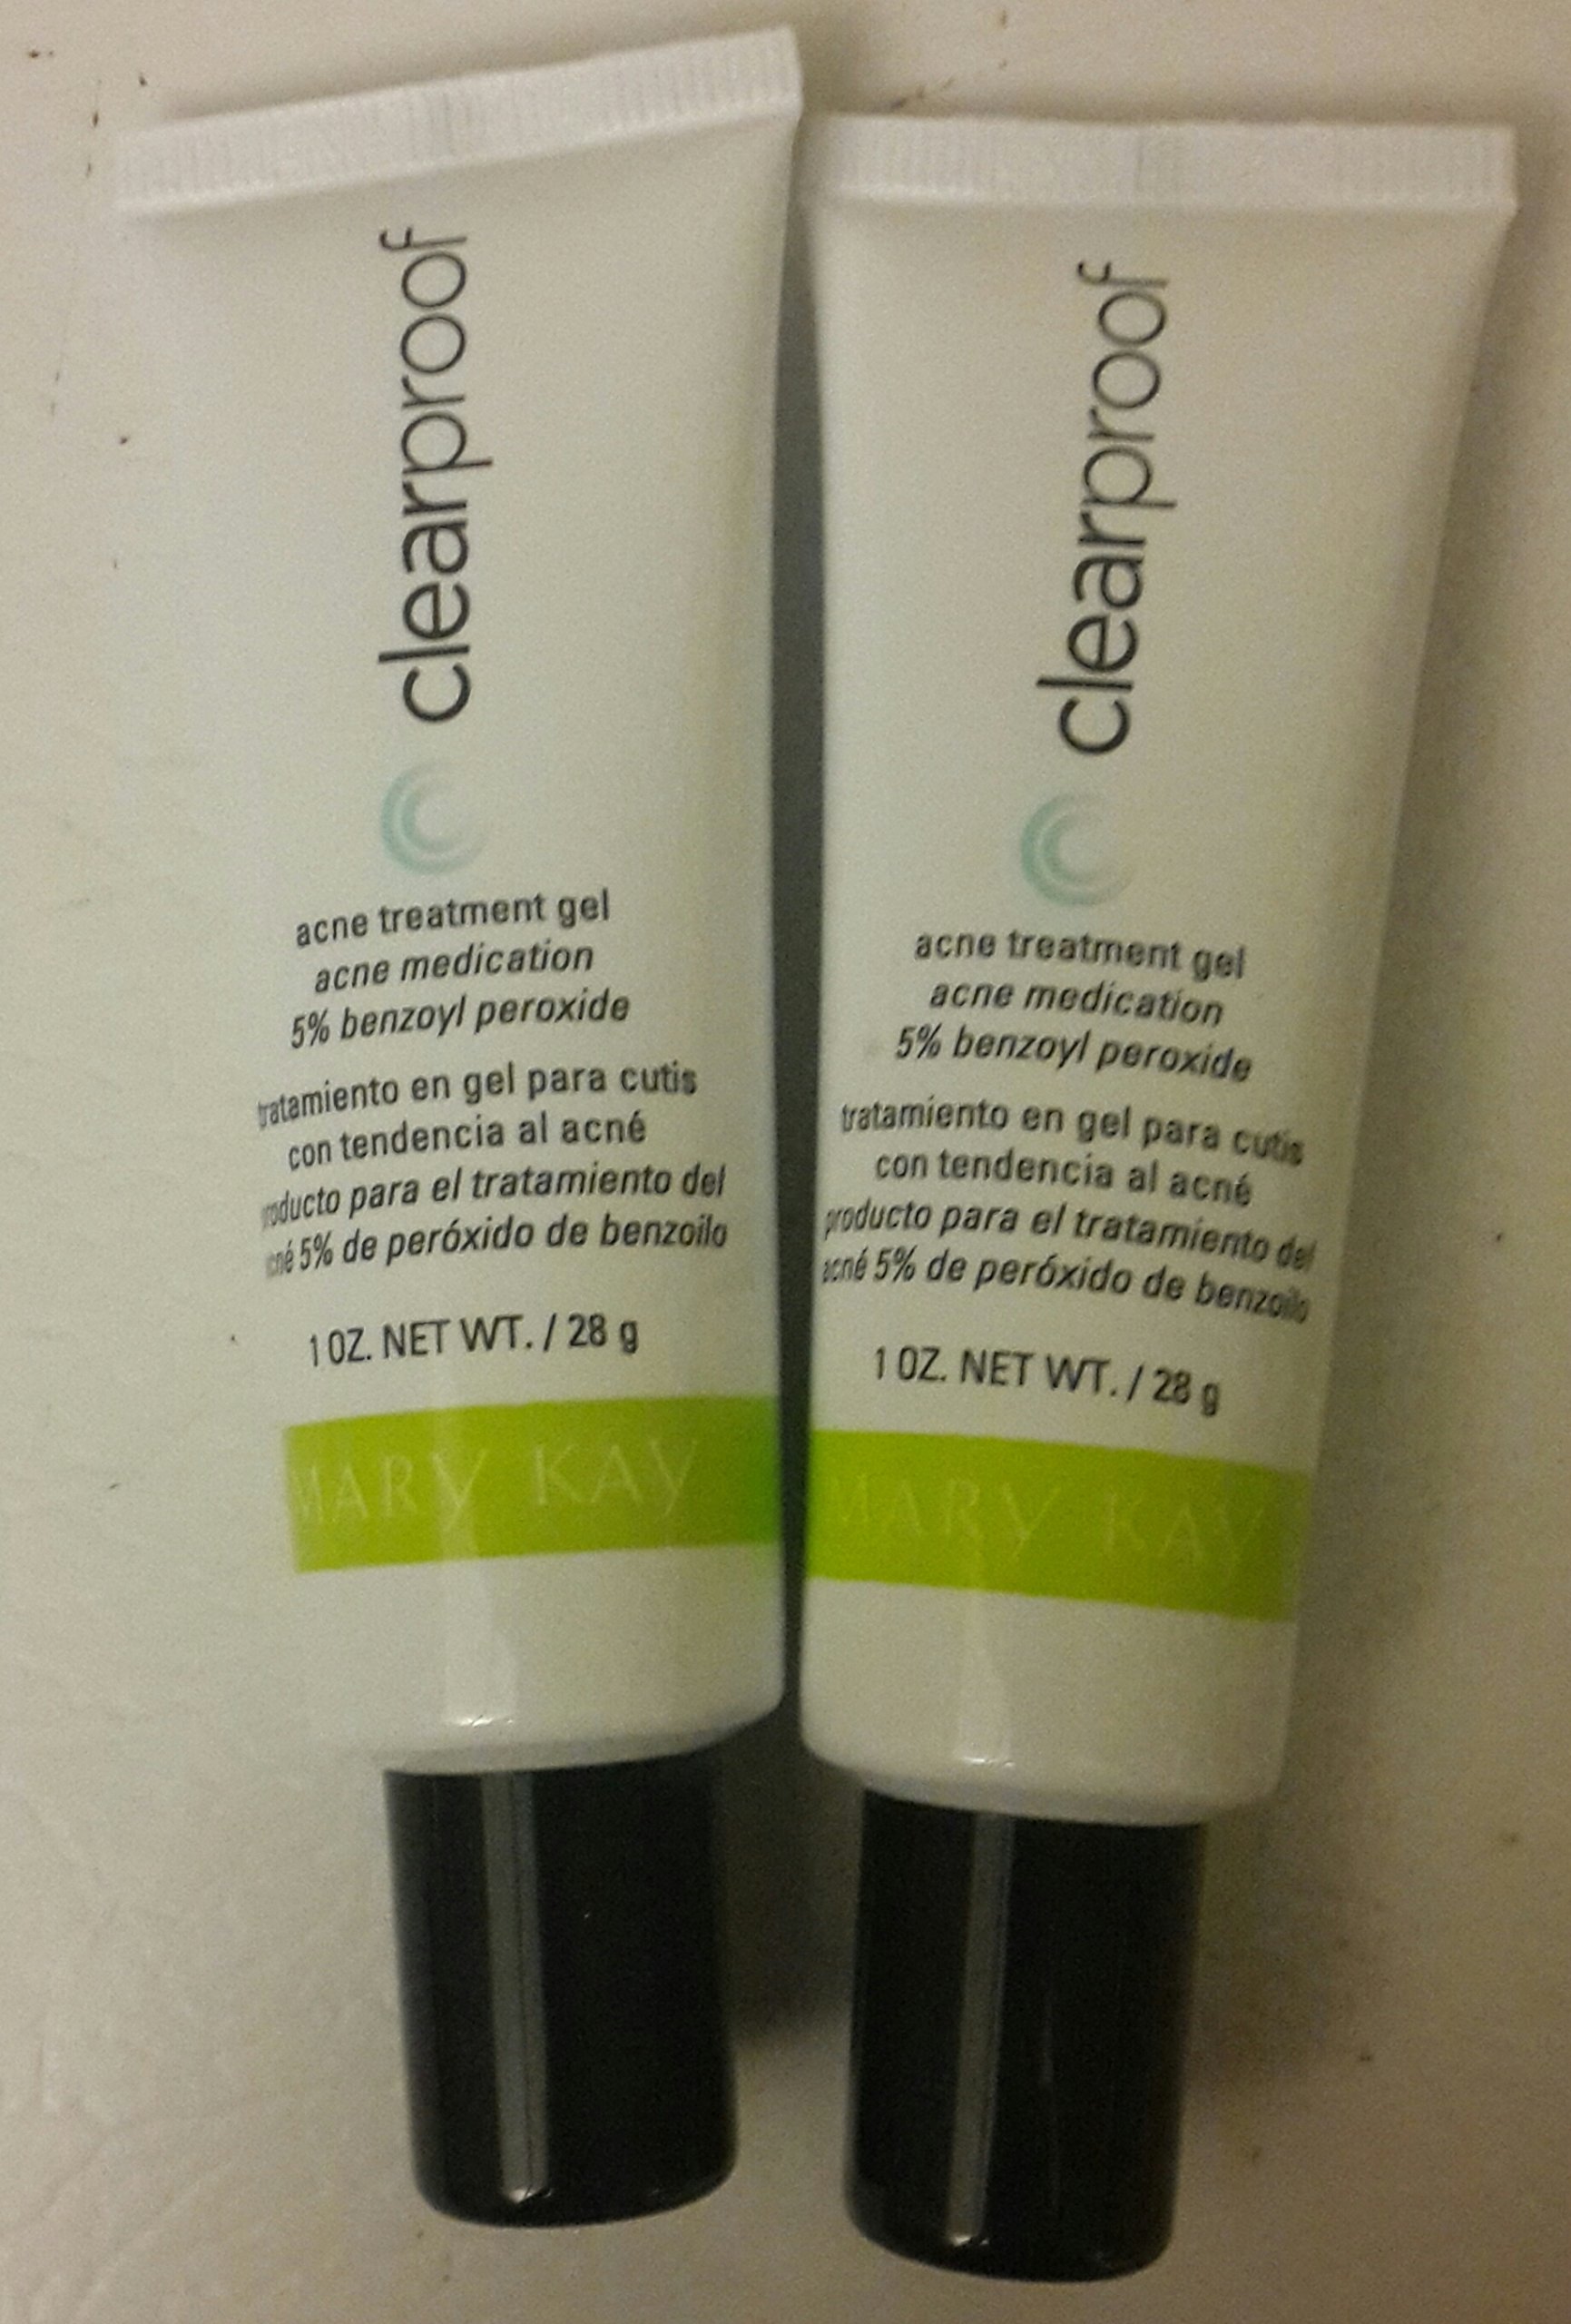 clearproof
acne treatment gel
acne medication
5% benzoyl peroxide
tratamiento en gel para cutis
con tendencia al acné
producto para el tratamiento del
acné 5% de peróxido de benzoilo
1 OZ. NET WT. / 28 g
MARY KAY
clearproof
acne treatment gel
acne medication
5% benzoyl peroxide
tratamiento en gel para cutis
con tendencia al acné
producto para el tratamiento del
acné 5% de peróxido de benzoilo
1 OZ. NET WT. / 28 g
MARY KAY